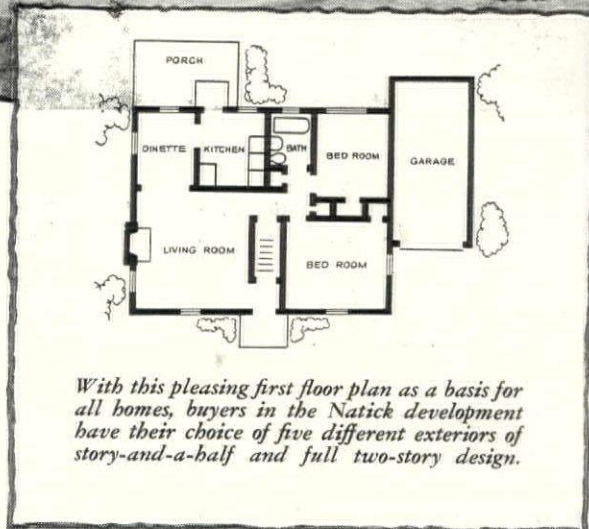 PORCH
DINETTE
KITCHEN
BATH
BED ROOM
GARAGE
LIVING ROOM
BED ROOM
With this pleasing first floor plan as a basis for
all homes, buyers in the Natick development
have their choice of five different exteriors of
story-and-a-half and full two-story design.